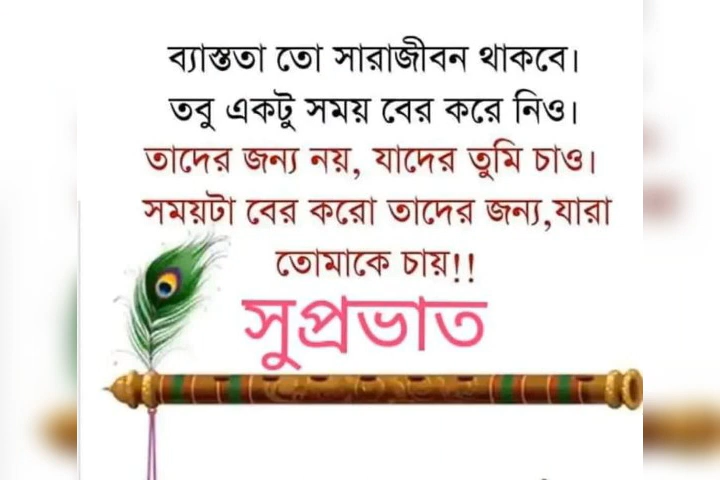 ব্যাস্ততা তো সারাজীবন থাকবে।
তবু একটু সময় বের করে নিও।
তাদের জন্য নয়, যাদের তুমি চাও।
সময়টা বের করো তাদের জন্য,যারা
তোমাকে চায়!!
সুপ্রভাত